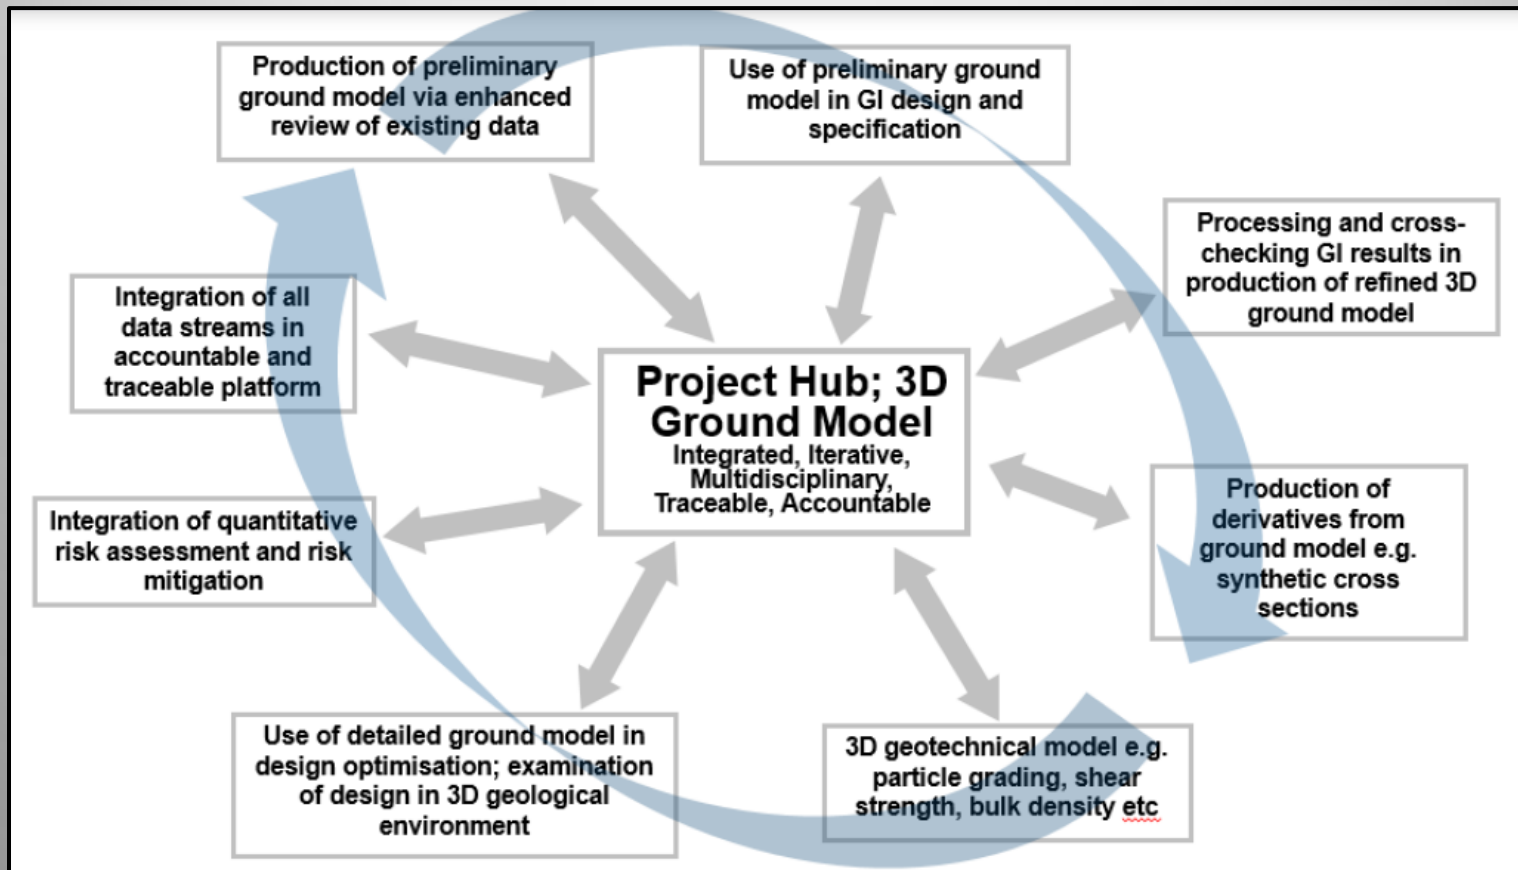 Production of preliminary
ground model via enhanced
review of existing data
Use of preliminary ground
model in GI design and
specification
Processing and cross-
checking GI results in
production of refined 3D
ground model
Integration of all
data streams in
accountable and
traceable platform
Project Hub; 3D
Ground Model
Integrated, Iterative,
Multidisciplinary,
Traceable, Accountable
Production of
derivatives from
ground model e.g.
synthetic cross
sections
Integration of quantitative
risk assessment and risk
mitigation
Use of detailed ground model in
design optimisation; examination
of design in 3D geological
environment
3D geotechnical model e.g.
particle grading, shear
strength, bulk density etc